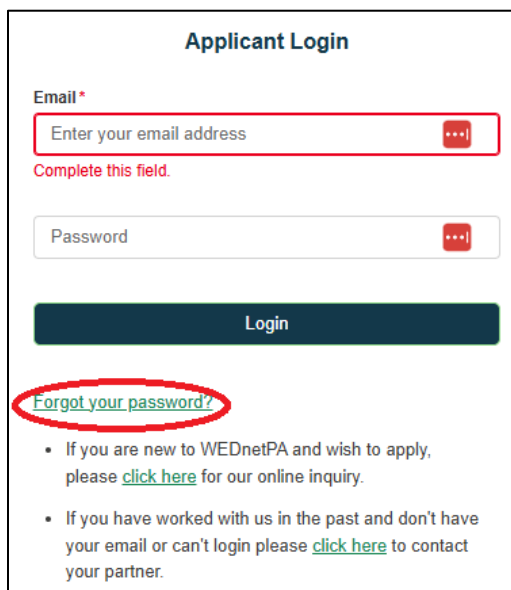 Applicant Login
Email*
Enter your email address
Complete this field.
Password
Login
Forgot your password?
• If you are new to WEDnetPA and wish to apply,
please click here for our online inquiry.
• If you have worked with us in the past and don't have
your email or can't login please click here to contact
your partner.